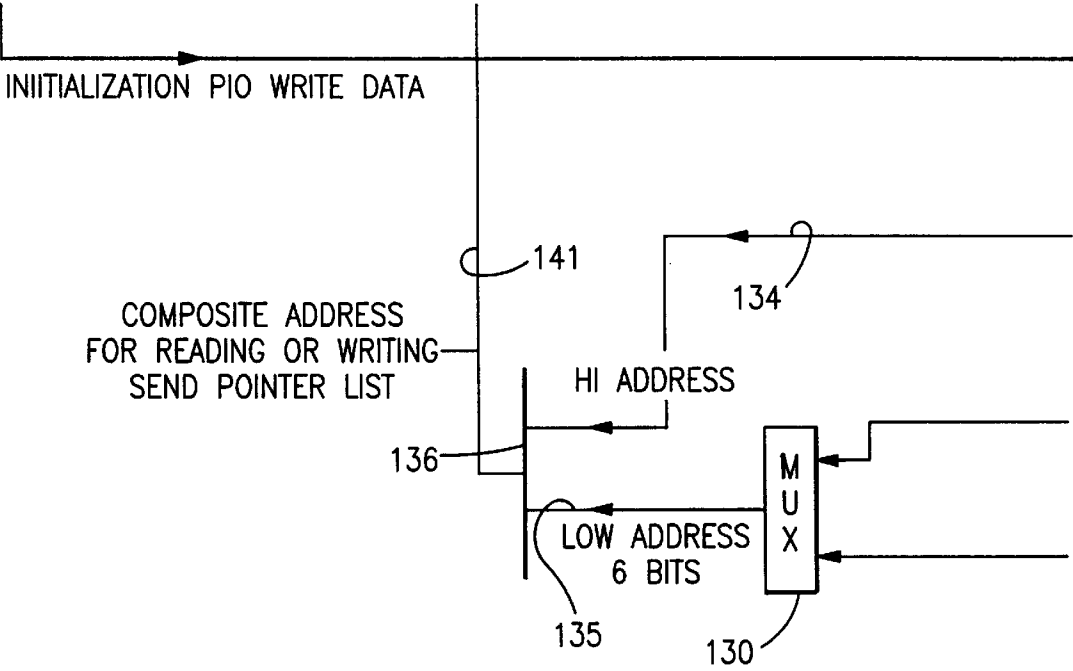 INIITIALIZATION PIO WRITE DATA
141
134
COMPOSITE ADDRESS
FOR READING OR WRITING
SEND POINTER LIST
HI ADDRESS
136
M
U
X
LOW ADDRESS
6 BITS
135
130